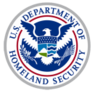 U.S. DEPARTMENT OF
HOMELAND SECURITY